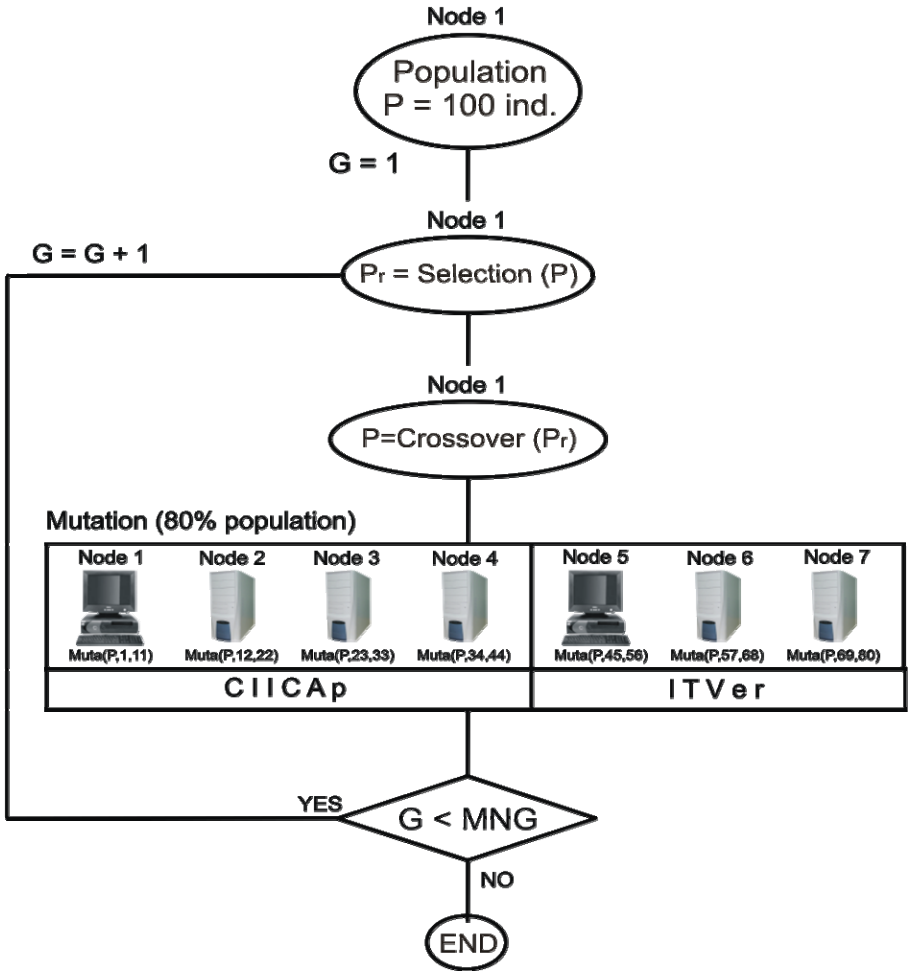 Node 1
Population
P = 100 ind.
G = 1
Node 1
G = G + 1
Pr = Selection (P)
Node 1
P=Crossover (Pr)
Mutation (80% population)
Node 1 Node 2 Node 3 Node 4 Node 5 Node 6 Node 7
Muta(P,1,11) Muta(P,12,22) Muta(P,23,33) Muta(P,34,44) Muta(P,45,56) Muta(P,57,68) Muta(P,69,80)
C I I C A p I T V e r
YES
G < MNG
NO
END